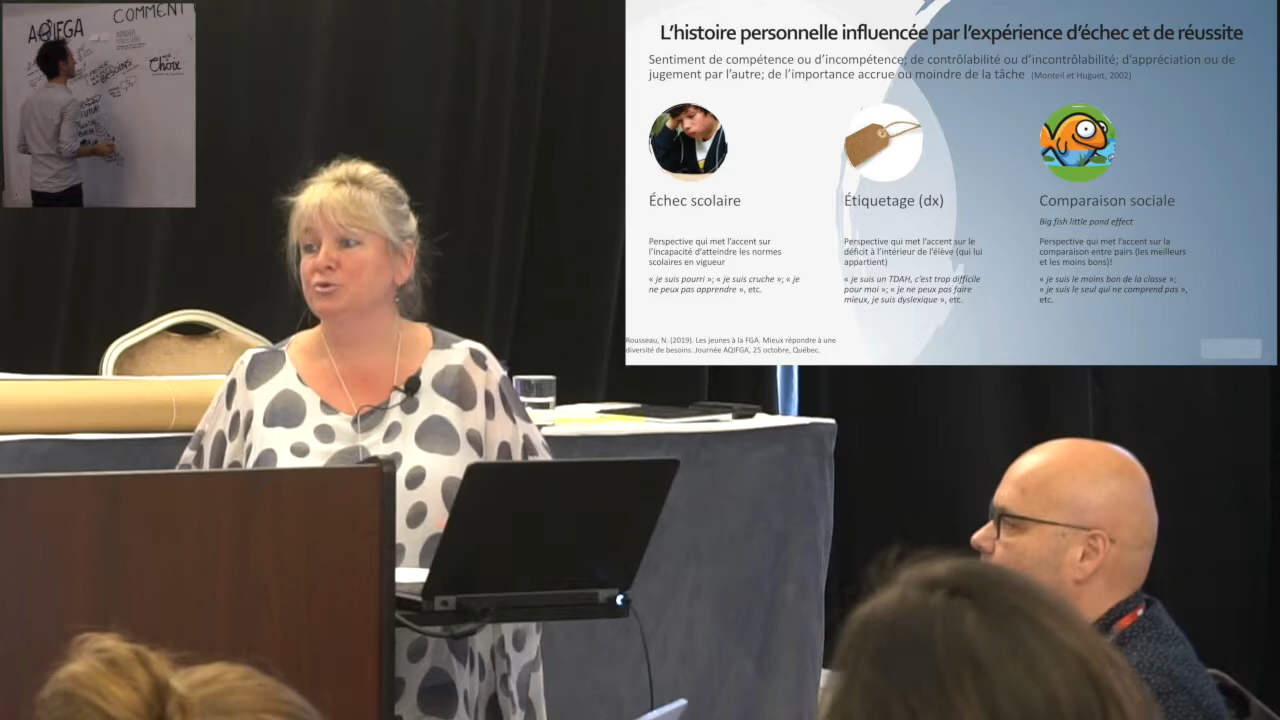 AQIFGA
COMMENT
BESOINS
Choix
L'histoire personnelle influencée par l'expérience d'échec et de réussite
Sentiment de compétence ou d'incompétence; de contrôlabilité ou d'incontrôlabilité; d'appréciation ou de
jugement par l'autre; de l'importance accrue ou moindre de la tâche (Monteil et Huguet, 2002)
Échec scolaire
Perspective qui met l'accent sur
l'incapacité d'atteindre les normes
scolaires en vigueur
« je suis pourri »; « je suis cruche »; « je
ne peux pas apprendre », etc.
Étiquetage (dx)
Perspective qui met l'accent sur le
déficit à l'intérieur de l'élève (qui lui
appartient)
« je suis un TDAH, c'est trop difficile
pour moi »; « je ne peux pas faire
mieux, je suis dyslexique », etc.
Comparaison sociale
Big fish little pond effect
Perspective qui met l'accent sur la
comparaison entre pairs (les meilleurs
et les moins bons)!
« je suis le moins bon de la classe »;
« je suis le seul qui ne comprend pas »,
etc.
Rousseau, N. (2019). Les jeunes à la FGA. Mieux répondre à une
diversité de besoins. Journée AQIFGA, 25 octobre, Québec.